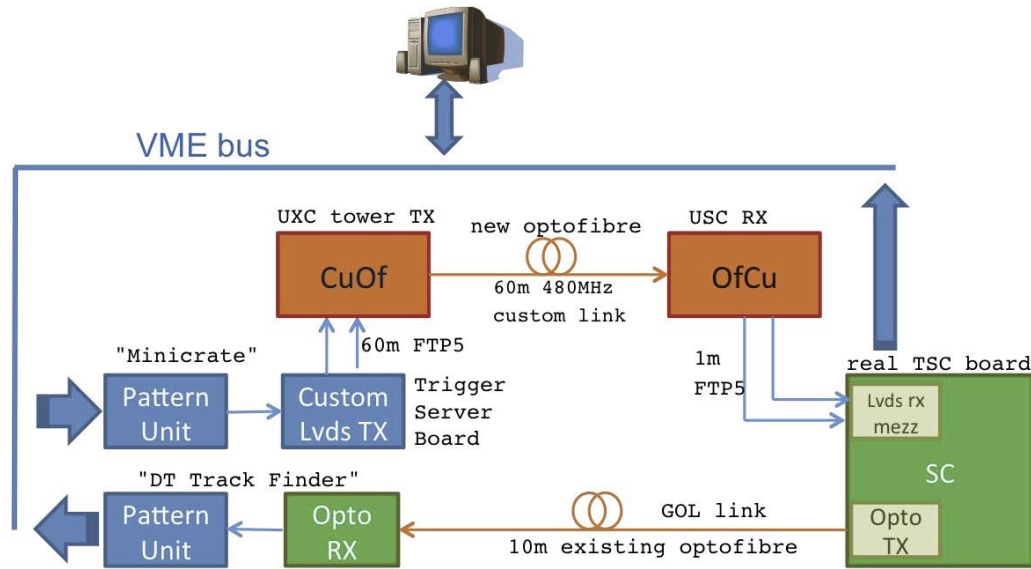 VME bus
UXC tower TX
new optofibre
USC RX
CuOf
OfCu
60m 480MHz
custom link
60m FTP5
1m
FTP5
"Minicrate"
Pattern
Unit
Custom
Lvds TX
Trigger
Server
Board
real TSC board
Lvds rx
mezz
SC
"DT Track Finder"
Pattern
Unit
Opto
RX
GOL link
10m existing optofibre
Opto
TX